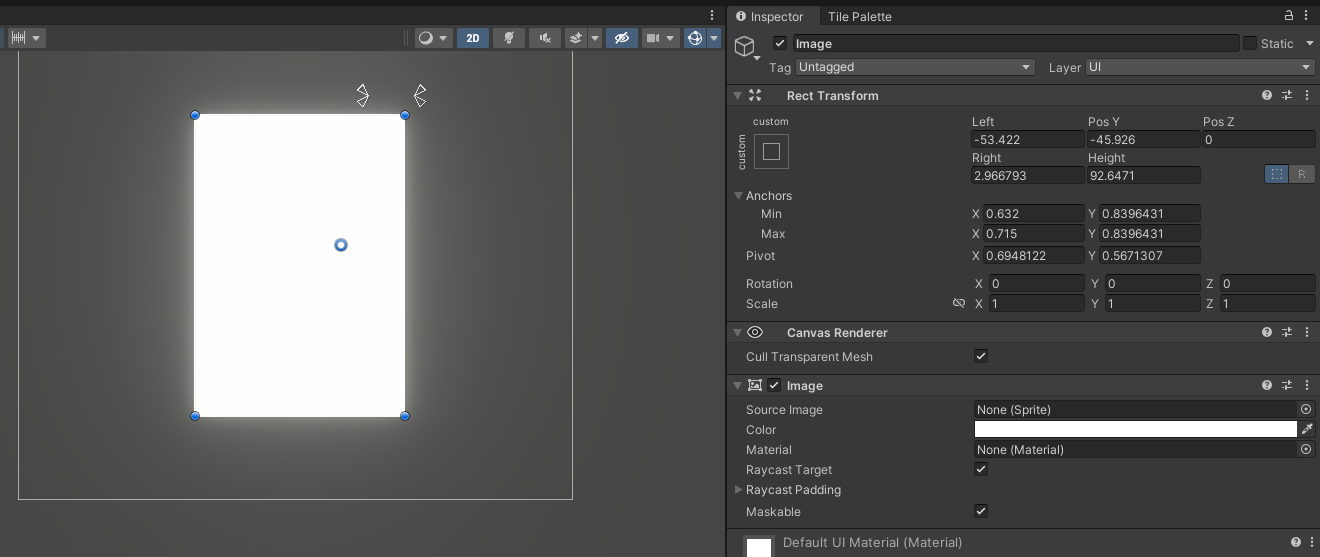 Inspector
Tile Palette
2D
Image
Static
Tag Untagged Layer UI
Rect Transform
custom
custom
Left Pos Y Pos Z
-53.422 -45.926 0
Right Height
2.966793 92.6471
R
Anchors
Min X 0.632 Y 0.8396431
Max X 0.715 Y 0.8396431
Pivot X 0.6948122 Y 0.5671307
Rotation X 0 Y 0 Z 0
Scale X 1 Y 1 Z 1
Canvas Renderer
Cull Transparent Mesh
Image
Source Image None (Sprite)
Color
Material None (Material)
Raycast Target
Raycast Padding
Maskable
Default UI Material (Material)